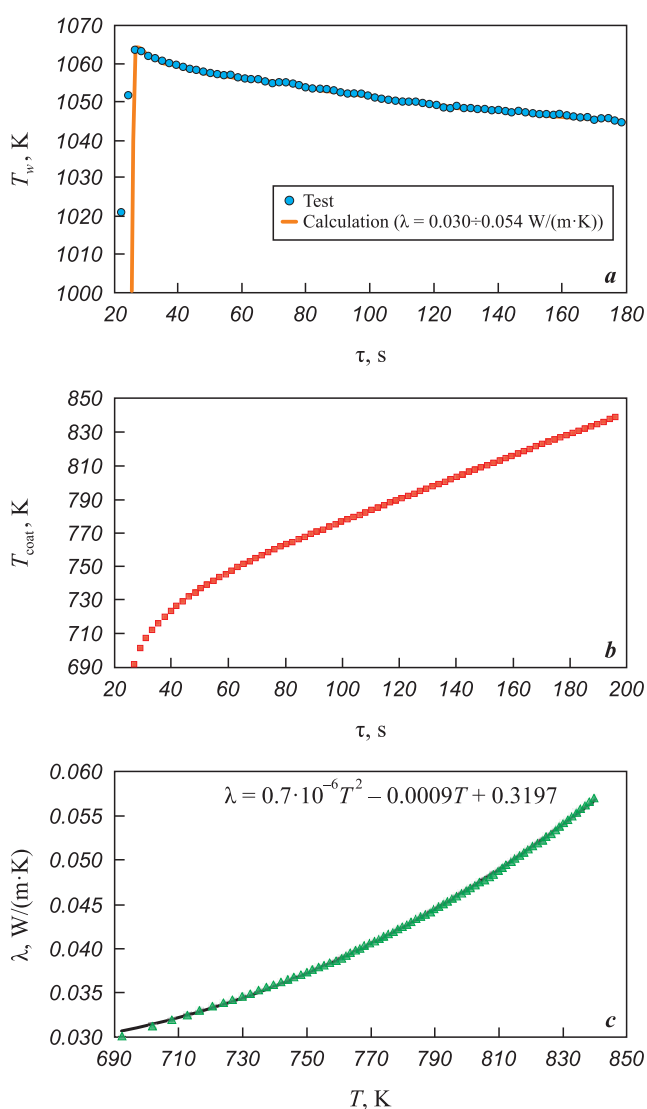 1070
1060
1050
1040
1030
1020
1010
1000
T_w, K
Test
Calculation (λ = 0.030÷0.054 W/(m·K))
a
20 40 60 80 100 120 140 160 180
τ, s
850
830
810
790
770
750
730
710
690
T_coat, K
b
20 40 60 80 100 120 140 160 180 200
τ, s
0.060
0.055
0.050
0.045
0.040
0.035
0.030
λ, W/(m·K)
λ = 0.7·10⁻⁶T² – 0.0009T + 0.3197
c
690 710 730 750 770 790 810 830 850
T, K